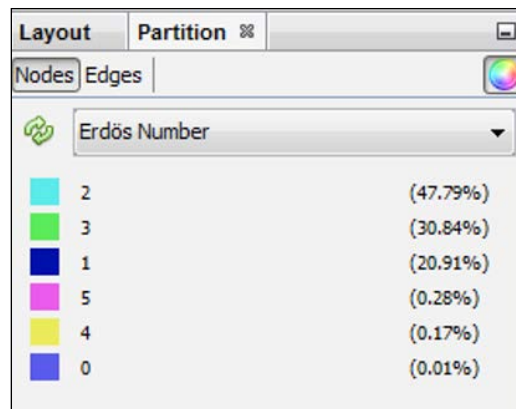 Layout Partition
Nodes Edges
Erdös Number
2 (47.79%)
3 (30.84%)
1 (20.91%)
5 (0.28%)
4 (0.17%)
0 (0.01%)